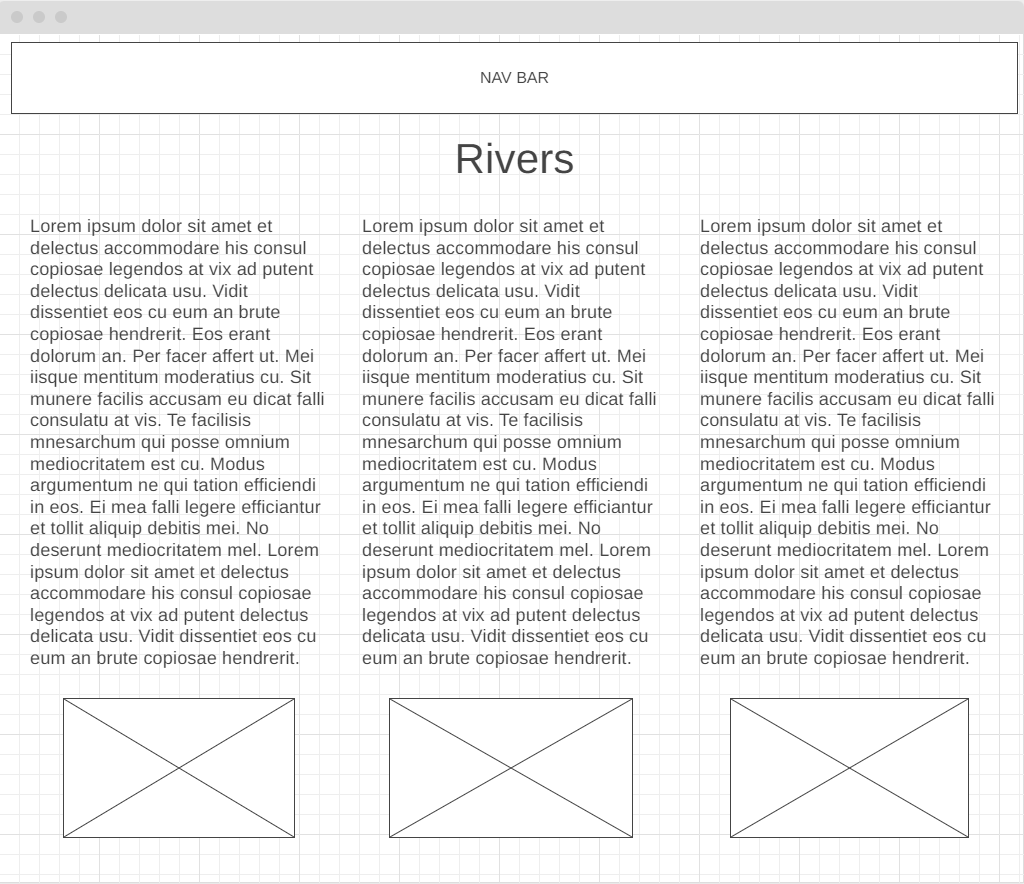 NAV BAR
Rivers
Lorem ipsum dolor sit amet et
delectus accommodare his consul
copiosae legendos at vix ad putent
delectus delicata usu. Vidit
dissentiet eos cu eum an brute
copiosae hendrerit. Eos erant
dolorum an. Per facer affert ut. Mei
iisque mentitum moderatius cu. Sit
munere facilis accusam eu dicat falli
consulatu at vis. Te facilisis
mnesarchum qui posse omnium
mediocritatem est cu. Modus
argumentum ne qui tation efficiendi
in eos. Ei mea falli legere efficiantur
et tollit aliquip debitis mei. No
deserunt mediocritatem mel. Lorem
ipsum dolor sit amet et delectus
accommodare his consul copiosae
legendos at vix ad putent delectus
delicata usu. Vidit dissentiet eos cu
eum an brute copiosae hendrerit.
Lorem ipsum dolor sit amet et
delectus accommodare his consul
copiosae legendos at vix ad putent
delectus delicata usu. Vidit
dissentiet eos cu eum an brute
copiosae hendrerit. Eos erant
dolorum an. Per facer affert ut. Mei
iisque mentitum moderatius cu. Sit
munere facilis accusam eu dicat falli
consulatu at vis. Te facilisis
mnesarchum qui posse omnium
mediocritatem est cu. Modus
argumentum ne qui tation efficiendi
in eos. Ei mea falli legere efficiantur
et tollit aliquip debitis mei. No
deserunt mediocritatem mel. Lorem
ipsum dolor sit amet et delectus
accommodare his consul copiosae
legendos at vix ad putent delectus
delicata usu. Vidit dissentiet eos cu
eum an brute copiosae hendrerit.
Lorem ipsum dolor sit amet et
delectus accommodare his consul
copiosae legendos at vix ad putent
delectus delicata usu. Vidit
dissentiet eos cu eum an brute
copiosae hendrerit. Eos erant
dolorum an. Per facer affert ut. Mei
iisque mentitum moderatius cu. Sit
munere facilis accusam eu dicat falli
consulatu at vis. Te facilisis
mnesarchum qui posse omnium
mediocritatem est cu. Modus
argumentum ne qui tation efficiendi
in eos. Ei mea falli legere efficiantur
et tollit aliquip debitis mei. No
deserunt mediocritatem mel. Lorem
ipsum dolor sit amet et delectus
accommodare his consul copiosae
legendos at vix ad putent delectus
delicata usu. Vidit dissentiet eos cu
eum an brute copiosae hendrerit.